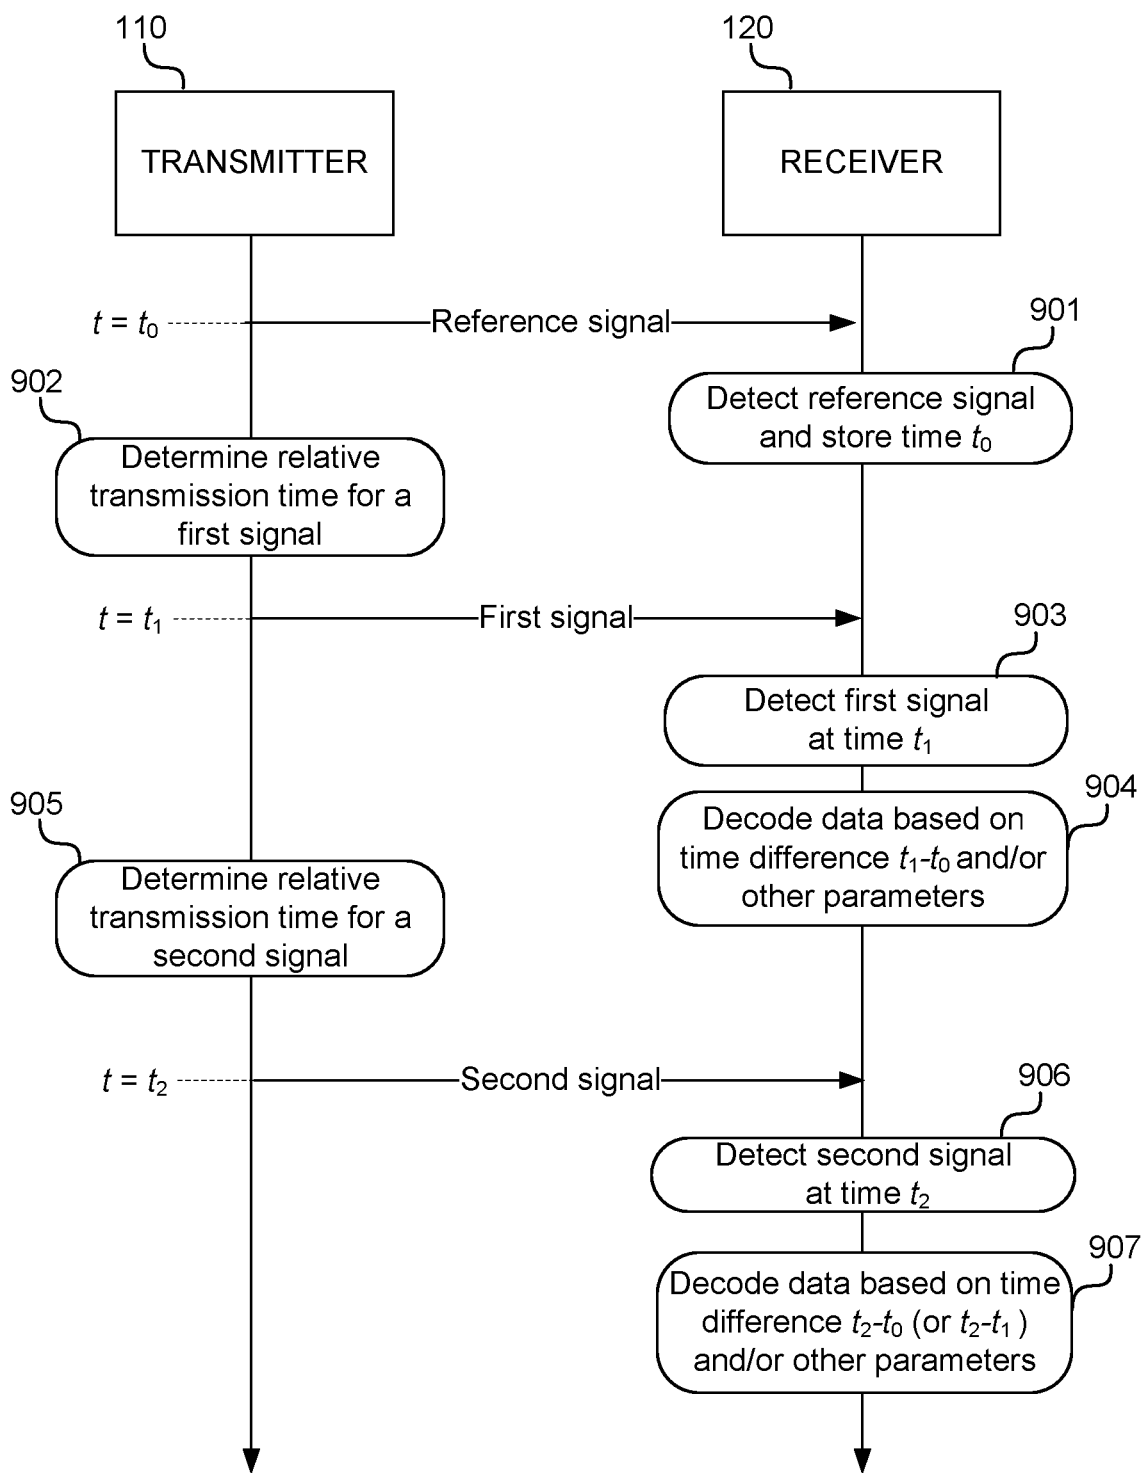 110
120
TRANSMITTER
RECEIVER
t = t0
Reference signal
901
Detect reference signal
and store time t0
902
Determine relative
transmission time for a
first signal
t = t1
First signal
903
Detect first signal
at time t1
904
Decode data based on
time difference t1-t0 and/or
other parameters
905
Determine relative
transmission time for a
second signal
t = t2
Second signal
906
Detect second signal
at time t2
907
Decode data based on time
difference t2-t0 (or t2-t1 )
and/or other parameters